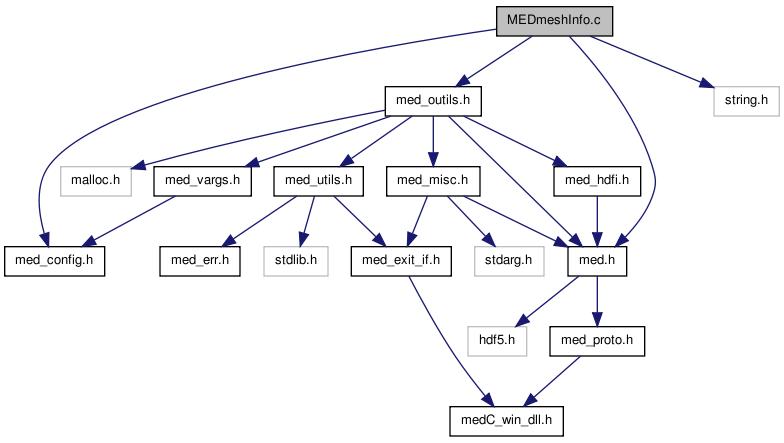 MEDmeshInfo.c
med_outils.h
string.h
malloc.h
med_vargs.h
med_utils.h
med_misc.h
med_hdfi.h
med_config.h
med_err.h
stdlib.h
med_exit_if.h
stdarg.h
med.h
hdf5.h
med_proto.h
medC_win_dll.h